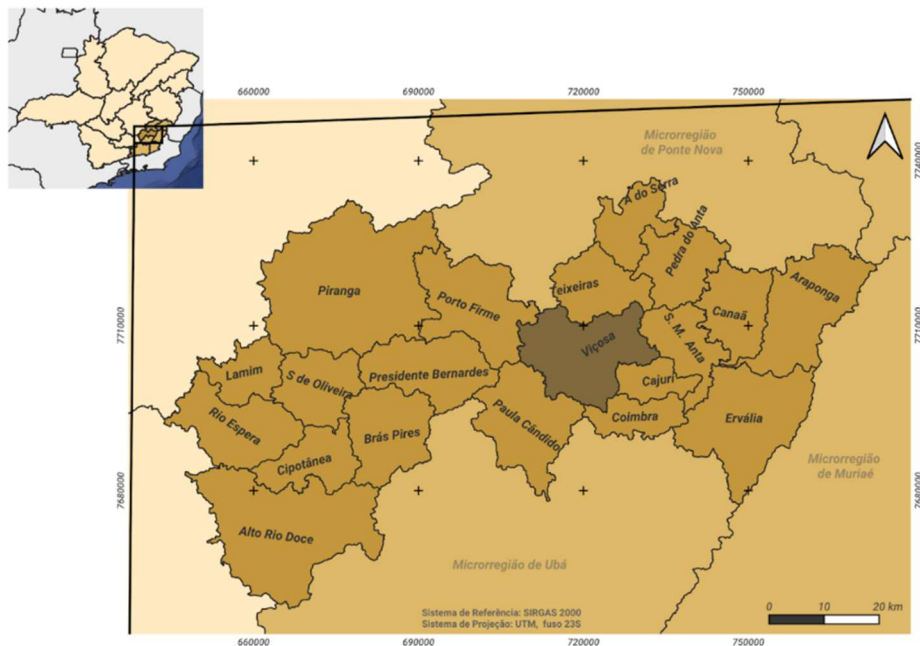 660000
690000
720000
750000
Microrregião
de Ponte Nova
7740000
7740000
A do Serra
Pedra do Anta
Teixeiras
Araponga
Piranga
Porto Firme
Canaã
7710000
7710000
Viçosa
S. M. Anta
Lamim
S de Oliveira
Presidente Bernardes
Cajuri
Rio Espera
Paula Cândido
Coimbra
Ervália
Brás Pires
Cipotânea
Microrregião
de Muriaé
7680000
7680000
Alto Rio Doce
Microrregião de Ubá
Sistema de Referência: SIRGAS 2000
Sistema de Projeção: UTM, fuso 23S
0 10 20 km
660000
690000
720000
750000